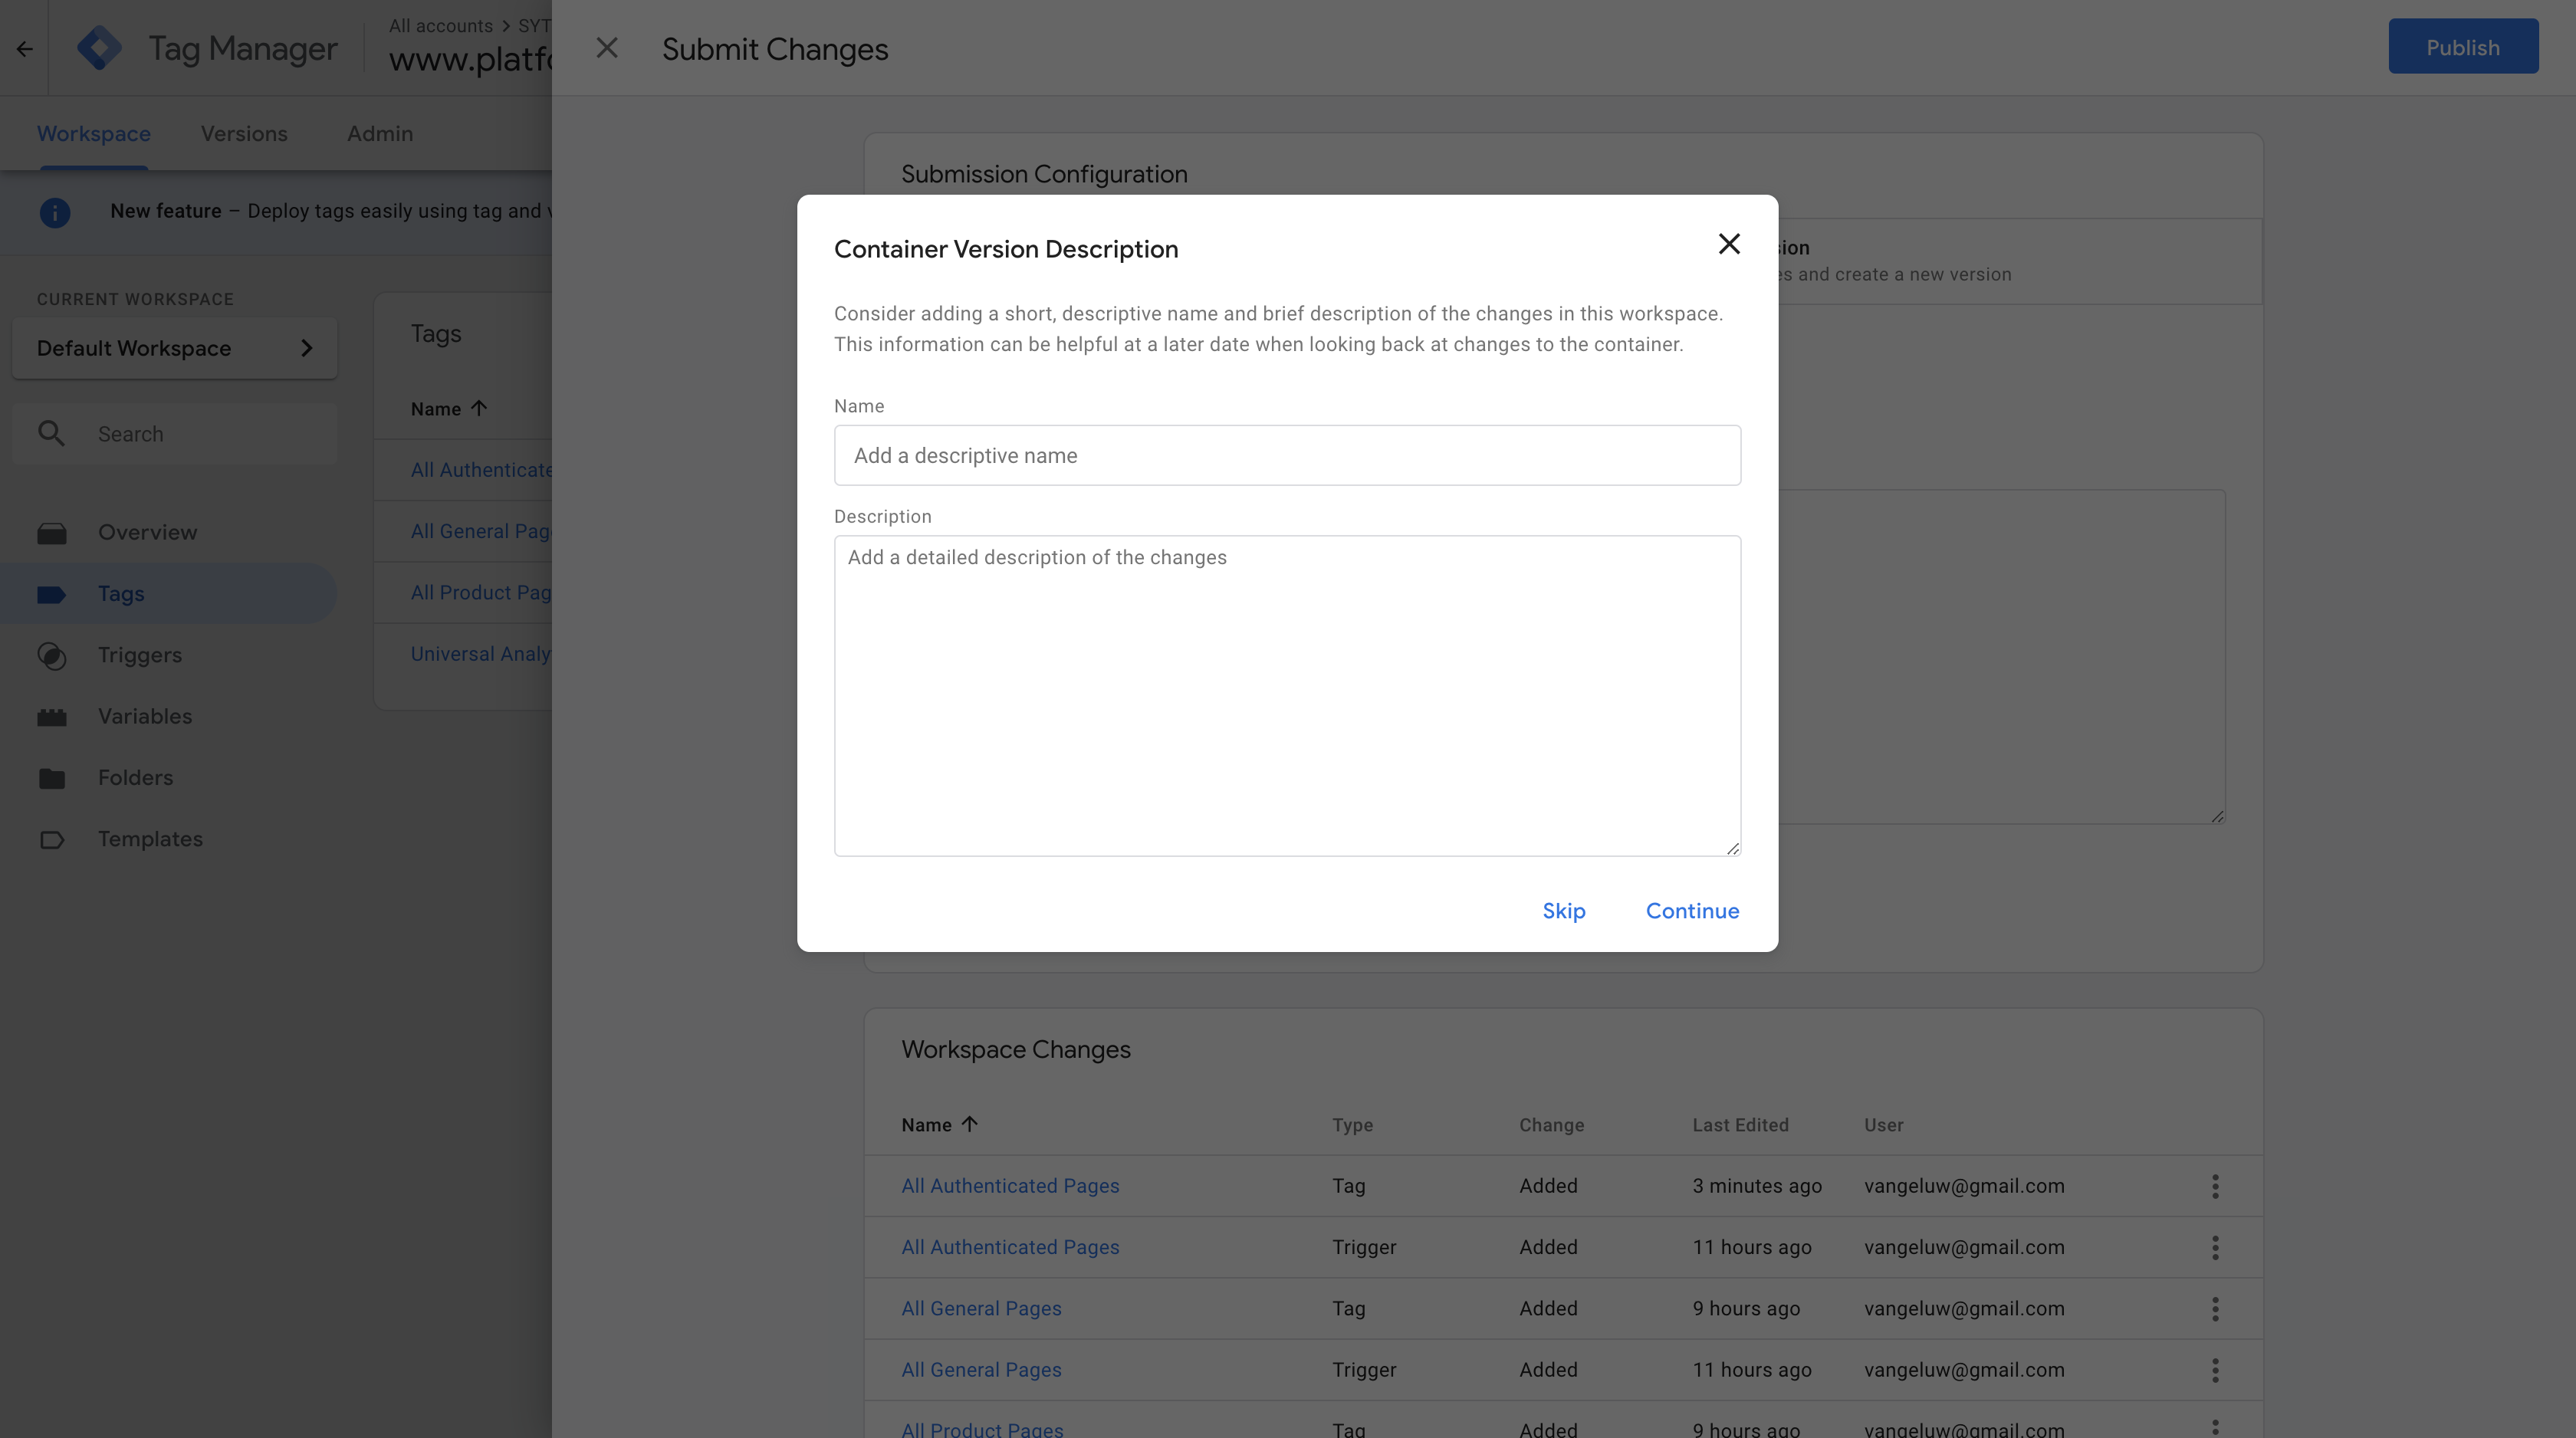 All accounts > SYT
Tag Manager
www.platfo
Submit Changes
Publish
Workspace
Versions
Admin
New feature – Deploy tags easily using tag and v
CURRENT WORKSPACE
Default Workspace
Search
Overview
Tags
Triggers
Variables
Folders
Templates
Tags
Name
All Authenticate
All General Page
All Product Pag
Universal Analy
Submission Configuration
sion
es and create a new version
Container Version Description
Consider adding a short, descriptive name and brief description of the changes in this workspace.
This information can be helpful at a later date when looking back at changes to the container.
Name
Add a descriptive name
Description
Add a detailed description of the changes
Skip Continue
Workspace Changes
Name Type Change Last Edited User
All Authenticated Pages Tag Added 3 minutes ago vangeluw@gmail.com
All Authenticated Pages Trigger Added 11 hours ago vangeluw@gmail.com
All General Pages Tag Added 9 hours ago vangeluw@gmail.com
All General Pages Trigger Added 11 hours ago vangeluw@gmail.com
All Product Pages Tag Added 9 hours ago vangeluw@gmail.com